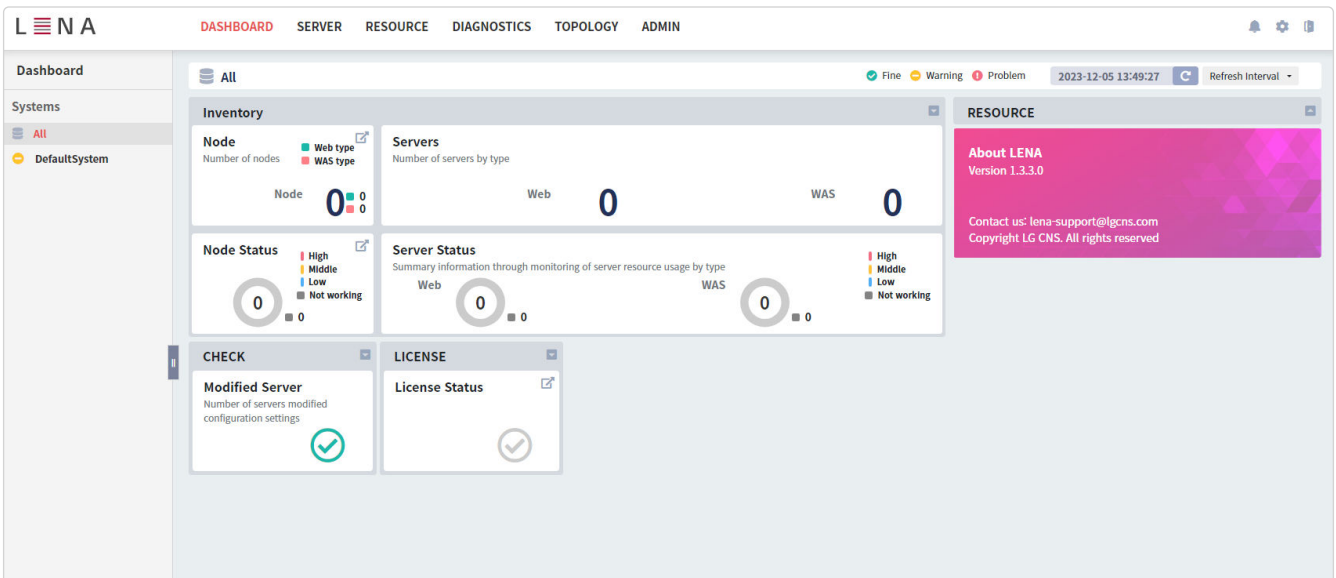 LENA
DASHBOARD SERVER RESOURCE DIAGNOSTICS TOPOLOGY ADMIN
Dashboard
Systems
All
DefaultSystem
All
Fine Warning Problem 2023-12-05 13:49:27 Refresh Interval
Inventory
Node
Number of nodes
Web type
WAS type
Node 0 0
0
Servers
Number of servers by type
Web 0 WAS 0
Node Status
High
Middle
Low
Not working
0 0
Server Status
Summary information through monitoring of server resource usage by type
Web 0 0
WAS 0 0
High
Middle
Low
Not working
CHECK
Modified Server
Number of servers modified
configuration settings
LICENSE
License Status
RESOURCE
About LENA
Version 1.3.3.0
Contact us: lena-support@lgcns.com
Copyright LG CNS. All rights reserved